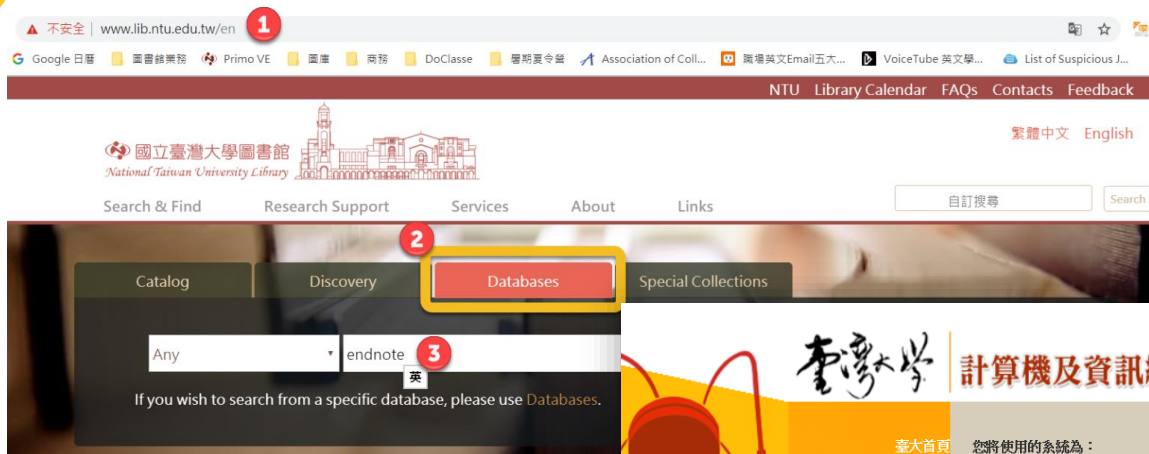 不安全 | www.lib.ntu.edu.tw/en 1
Google 日曆 圖書館業務 Primo VE 圖庫 商務 DoClasse 暑期夏令營 Association of Coll... 職場英文Email五大... VoiceTube 英文學... List of Suspicious J...
NTU Library Calendar FAQs Contacts Feedback
繁體中文 English
國立臺灣大學圖書館
National Taiwan University Library
Search & Find Research Support Services About Links
自訂搜尋 Search
2
Catalog Discovery Databases Special Collections
Any endnote 3
英
If you wish to search from a specific database, please use Databases.
臺灣大學 計算機及資訊
臺大首頁 您將使用的系統為：